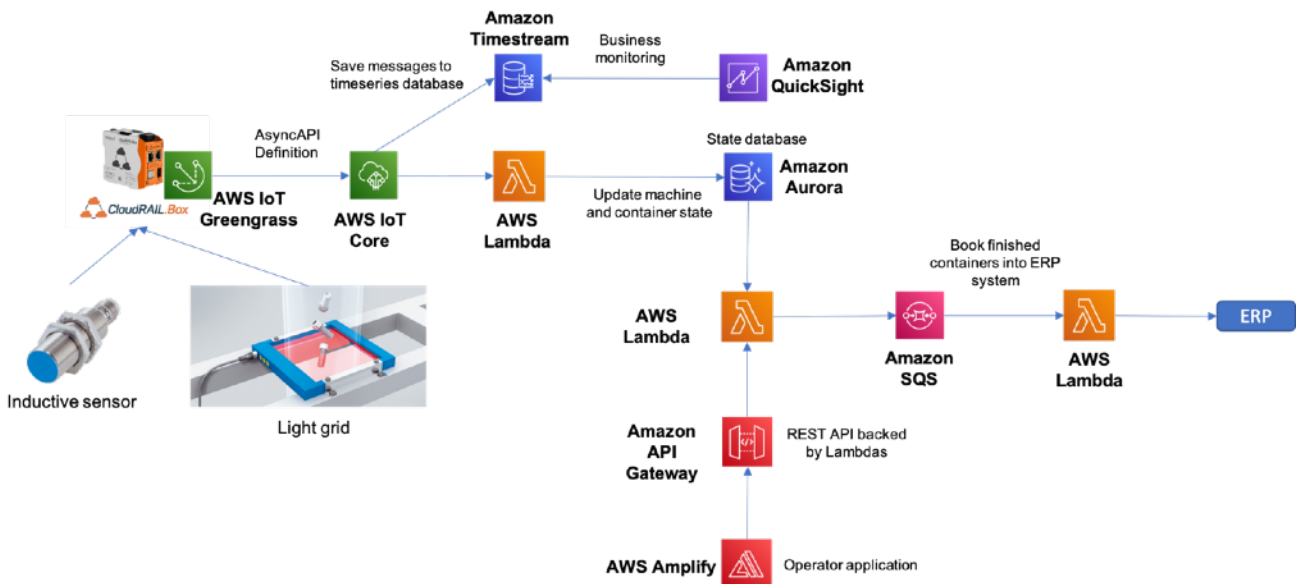 Amazon
Timestream
Business
monitoring
Amazon
QuickSight
Save messages to
timeseries database
AsyncAPI
Definition
State database
Amazon
Aurora
CloudRAIL.Box
AWS IoT
Greengrass
AWS IoT
Core
AWS
Lambda
Update machine
and container state
Book finished
containers into ERP
system
Inductive sensor
Light grid
AWS
Lambda
Amazon
SQS
AWS
Lambda
ERP
Amazon
API
Gateway
REST API backed
by Lambdas
AWS Amplify
Operator application